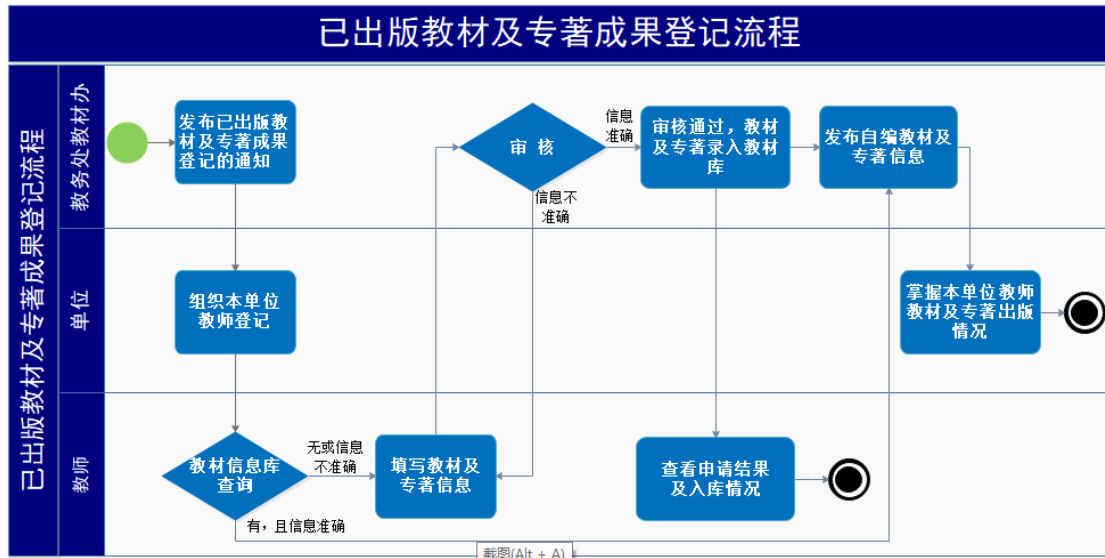 已出版教材及专著成果登记流程
已出版教材及专著成果登记流程
教务处教材办
发布已出版教
材及专著成果
登记的通知
审 核
信息
准确
信息不
准确
审核通过，教材
及专著录入教材
库
发布自编教材及
专著信息
单位
组织本单位
教师登记
掌握本单位教师
教材及专著出版
情况
教师
教材信息库
查询
无或信息
不准确
有，且信息准确
填写教材及
专著信息
查看申请结果
及入库情况
截图(Alt + A)